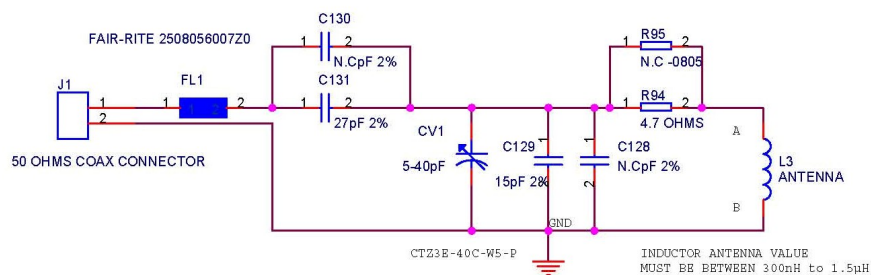 C130
FAIR-RITE 2508056007Z0
R95
1 2
1 2
J1
FL1
N.CpF 2%
C131
N.C -0805
R94
1
1 2
1 2
1 2
2
27pF 2%
4.7 OHMS
CV1
1
1
A
C129
C128
50 OHMS COAX CONNECTOR
5-40pF
15pF 2%
2
N.CpF 2%
2
L3
ANTENNA
B
GND
CTZ3E-40C-W5-P
INDUCTOR ANTENNA VALUE
MUST BE BETWEEN 300nH to 1.5µH